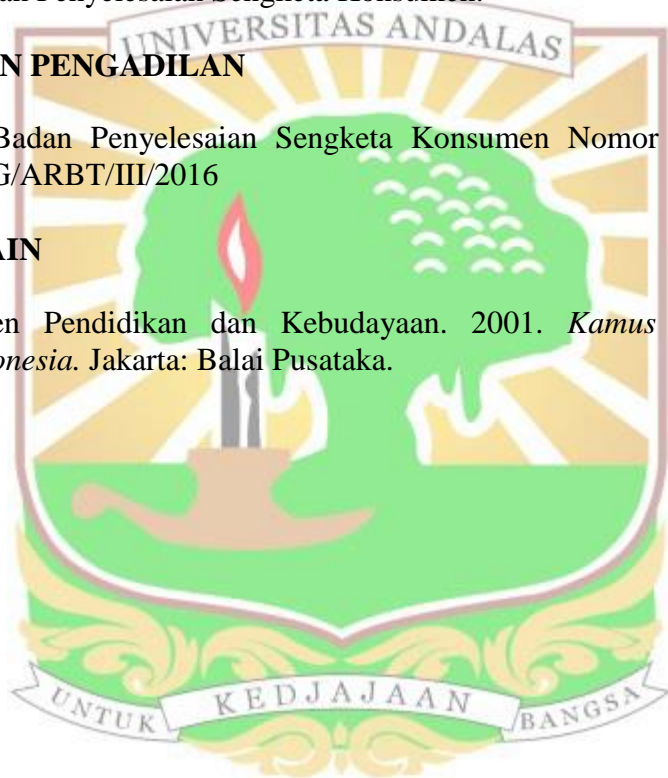 an Penyelesaian Sengketa Konsumen.
UNIVERSITAS ANDALAS
N PENGADILAN
Badan Penyelesaian Sengketa Konsumen Nomor
G/ARBT/III/2016
AIN
en Pendidikan dan Kebudayaan. 2001. Kamus
onesia. Jakarta: Balai Pusataka.
UNTUK KEDJAJAAN BANGSA